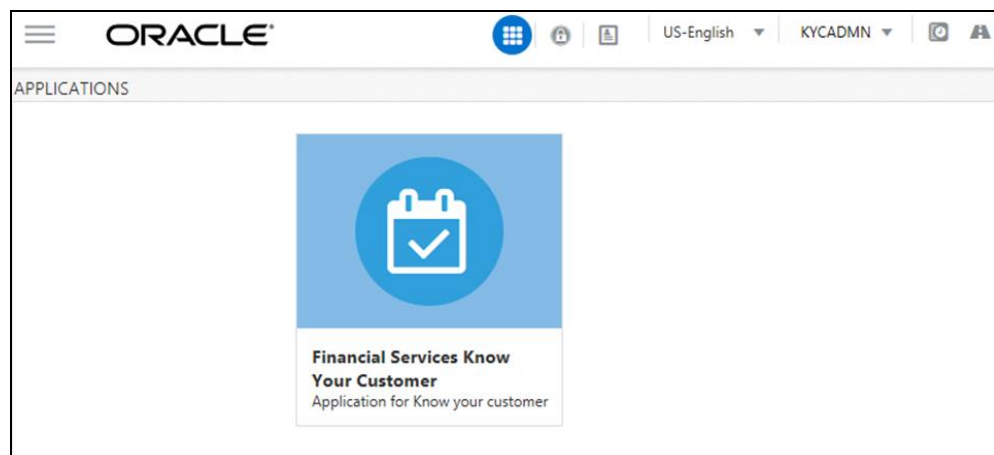 ORACLE
US-English
KYCADMN
APPLICATIONS
Financial Services Know
Your Customer
Application for Know your customer